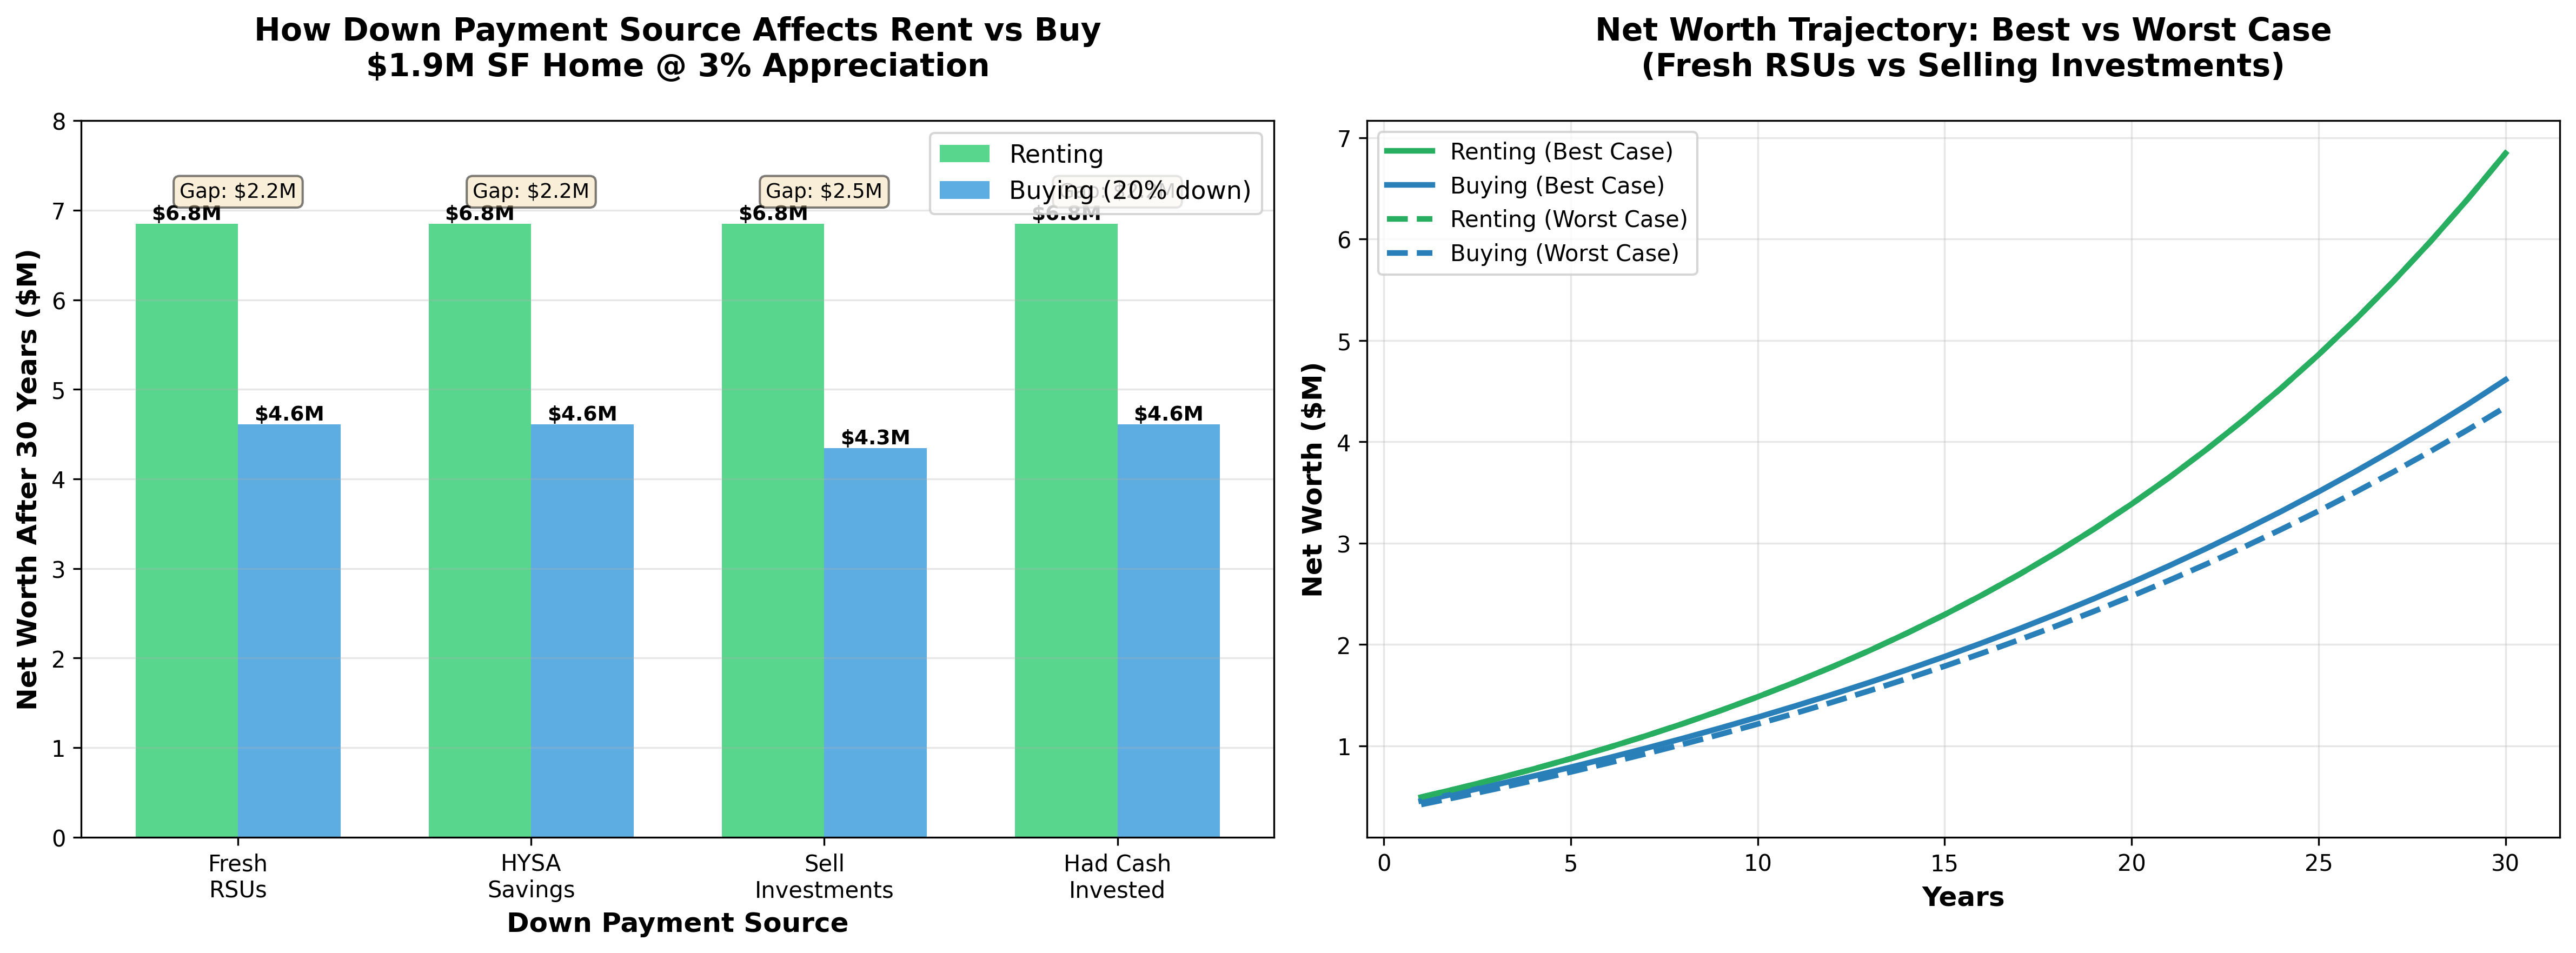 How Down Payment Source Affects Rent vs Buy
$1.9M SF Home @ 3% Appreciation
Net Worth After 30 Years ($M)
8
7
6
5
4
3
2
1
0
Renting
Buying (20% down)
Gap: $2.2M
Gap: $2.2M
Gap: $2.5M
$6.8M
$6.8M
$6.8M
$6.8M
$4.6M
$4.6M
$4.3M
$4.6M
Fresh
RSUs
HYSA
Savings
Sell
Investments
Had Cash
Invested
Down Payment Source
Net Worth Trajectory: Best vs Worst Case
(Fresh RSUs vs Selling Investments)
Net Worth ($M)
7
6
5
4
3
2
1
Renting (Best Case)
Buying (Best Case)
Renting (Worst Case)
Buying (Worst Case)
0
5
10
15
20
25
30
Years